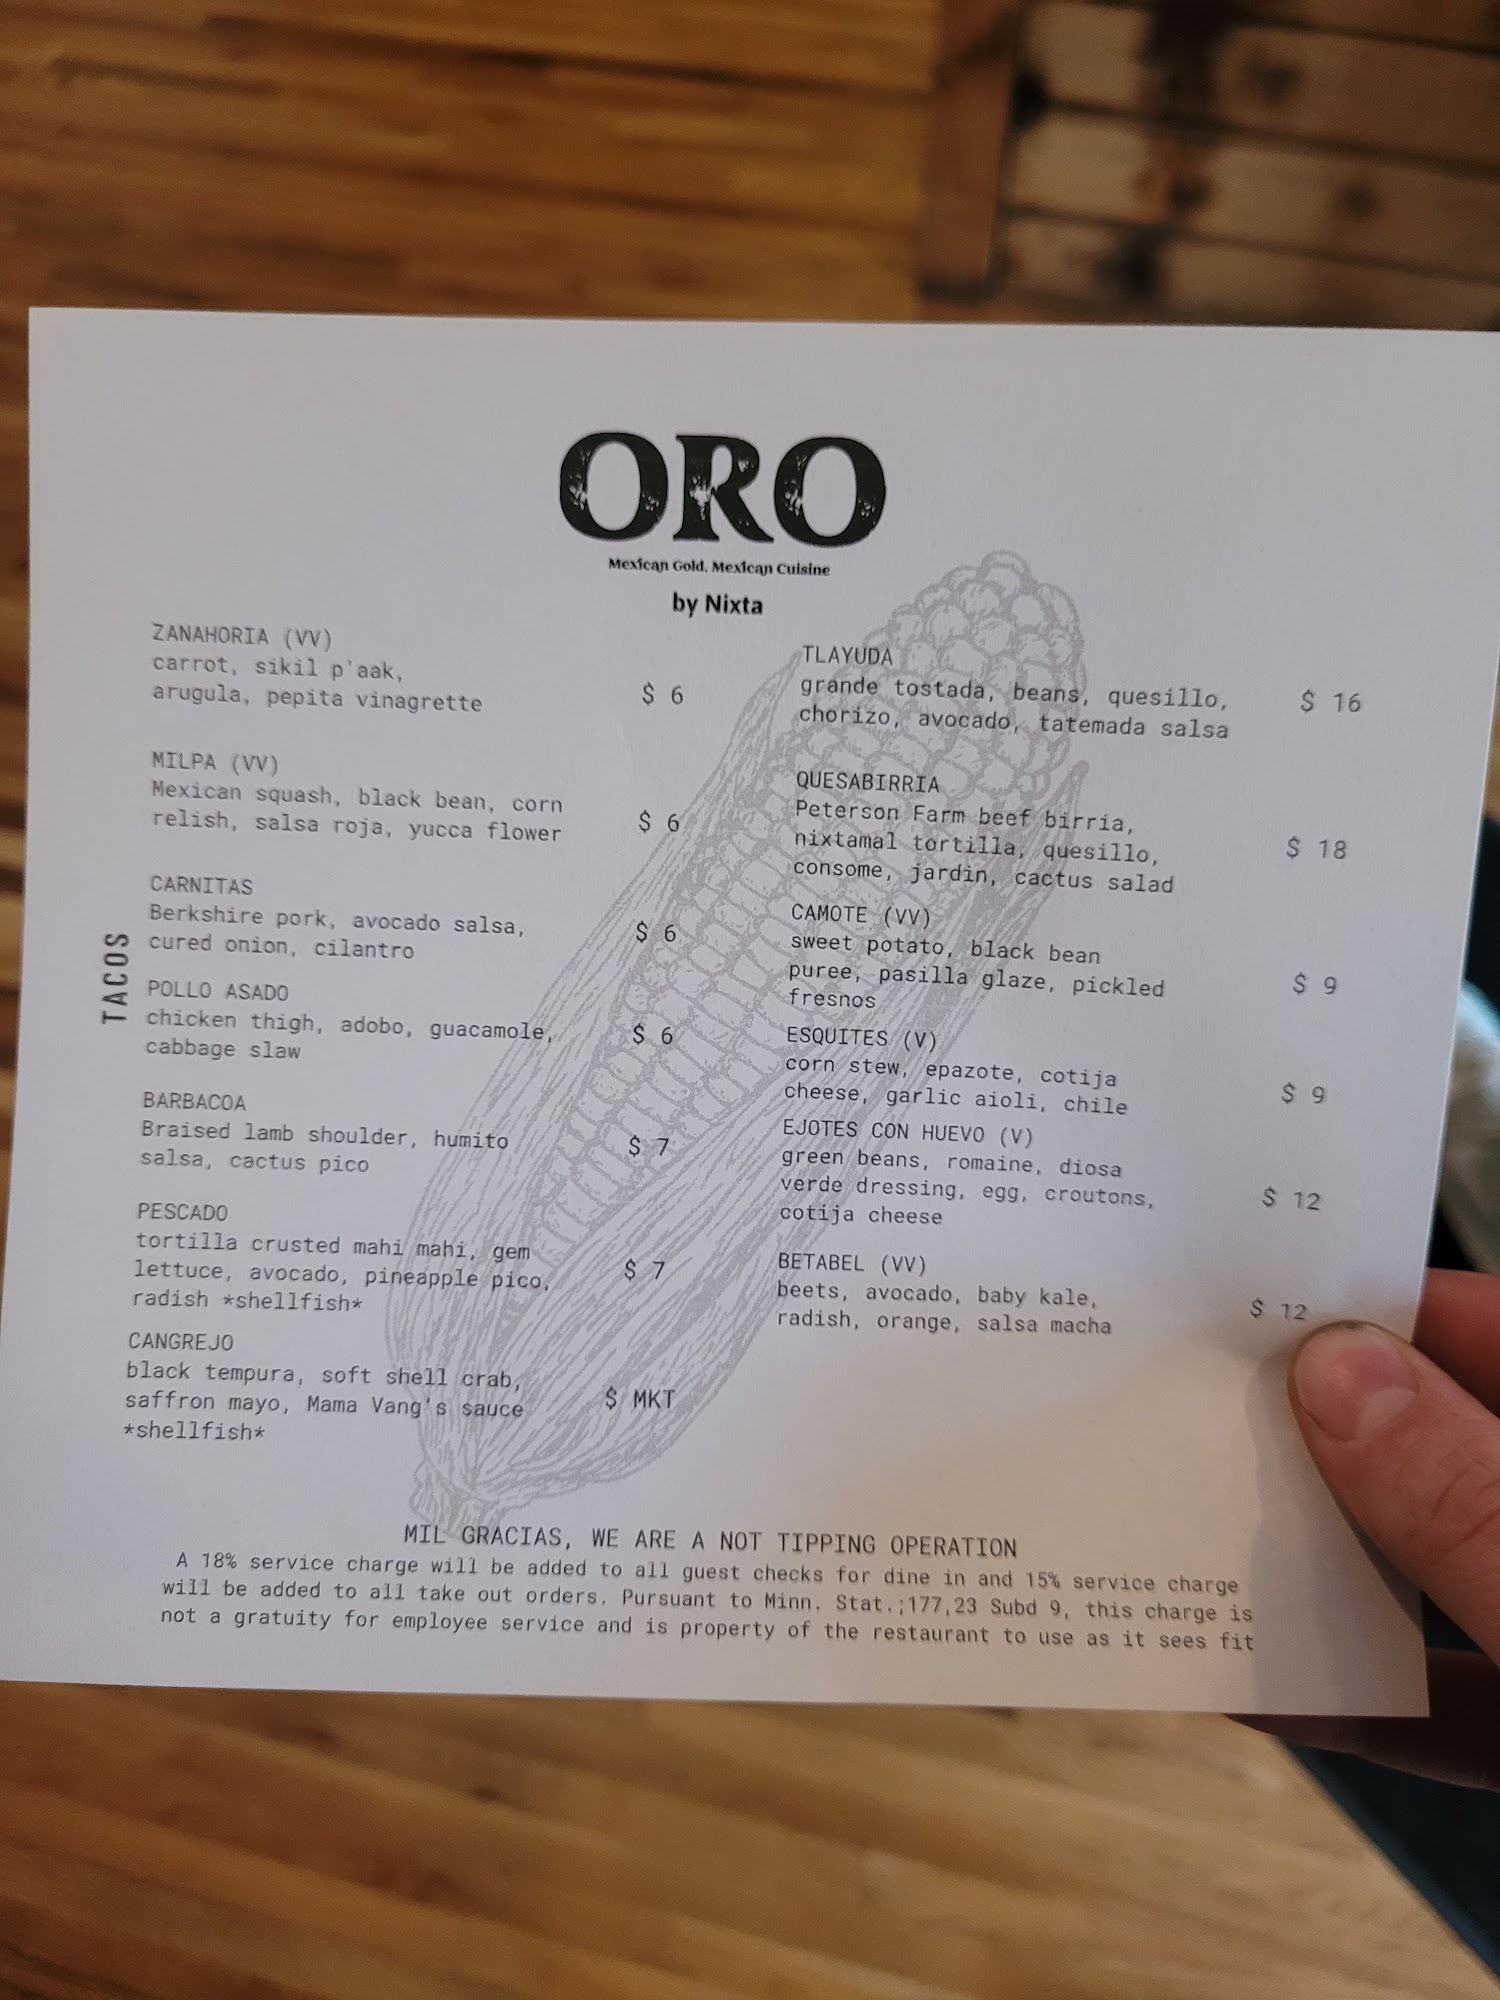 ORO
Mexican Gold, Mexican Cuisine
by Nixta
TACOS
ZANAHORIA (VV)
carrot, sikil p'aak,
arugula, pepita vinagrette
$ 6
MILPA (VV)
Mexican squash, black bean, corn
relish, salsa roja, yucca flower
$ 6
CARNITAS
Berkshire pork, avocado salsa,
cured onion, cilantro
$ 6
POLLO ASADO
chicken thigh, adobo, guacamole,
cabbage slaw
$ 6
BARBACOA
Braised lamb shoulder, humito
salsa, cactus pico
$ 7
PESCADO
tortilla crusted mahi mahi, gem
lettuce, avocado, pineapple pico,
radish *shellfish*
$ 7
CANGREJO
black tempura, soft shell crab,
saffron mayo, Mama Vang's sauce
*shellfish*
$ MKT
TLAYUDA
grande tostada, beans, quesillo,
chorizo, avocado, tatemada salsa
$ 16
QUESABIRRIA
Peterson Farm beef birria,
nixtamal tortilla, quesillo,
consome, jardin, cactus salad
$ 18
CAMOTE (VV)
sweet potato, black bean
puree, pasilla glaze, pickled
fresnos
$ 9
ESQUITES (V)
corn stew, epazote, cotija
cheese, garlic aioli, chile
$ 9
EJOTES CON HUEVO (V)
green beans, romaine, diosa
verde dressing, egg, croutons,
cotija cheese
$ 12
BETABEL (VV)
beets, avocado, baby kale,
radish, orange, salsa macha
$ 12
MIL GRACIAS, WE ARE A NOT TIPPING OPERATION
A 18% service charge will be added to all guest checks for dine in and 15% service charge
will be added to all take out orders. Pursuant to Minn. Stat.;177,23 Subd 9, this charge is
not a gratuity for employee service and is property of the restaurant to use as it sees fit